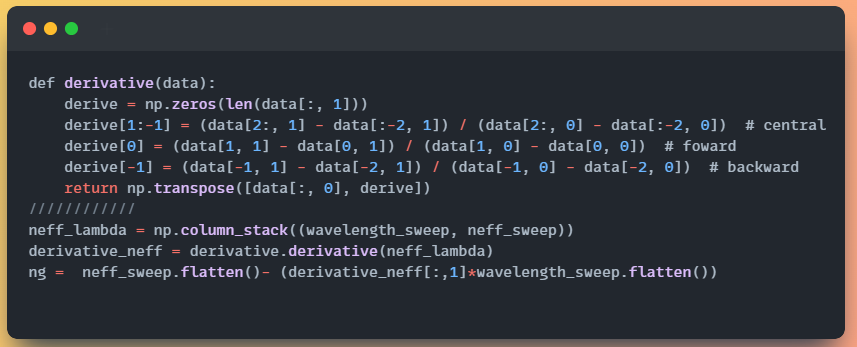 def derivative(data):
    derive = np.zeros(len(data[:, 1]))
    derive[1:-1] = (data[2:, 1] - data[:-2, 1]) / (data[2:, 0] - data[:-2, 0])  # central
    derive[0] = (data[1, 1] - data[0, 1]) / (data[1, 0] - data[0, 0])  # foward
    derive[-1] = (data[-1, 1] - data[-2, 1]) / (data[-1, 0] - data[-2, 0])  # backward
    return np.transpose([data[:, 0], derive])
////////////
neff_lambda = np.column_stack((wavelength_sweep, neff_sweep))
derivative_neff = derivative.derivative(neff_lambda)
ng =  neff_sweep.flatten()- (derivative_neff[:,1]*wavelength_sweep.flatten())